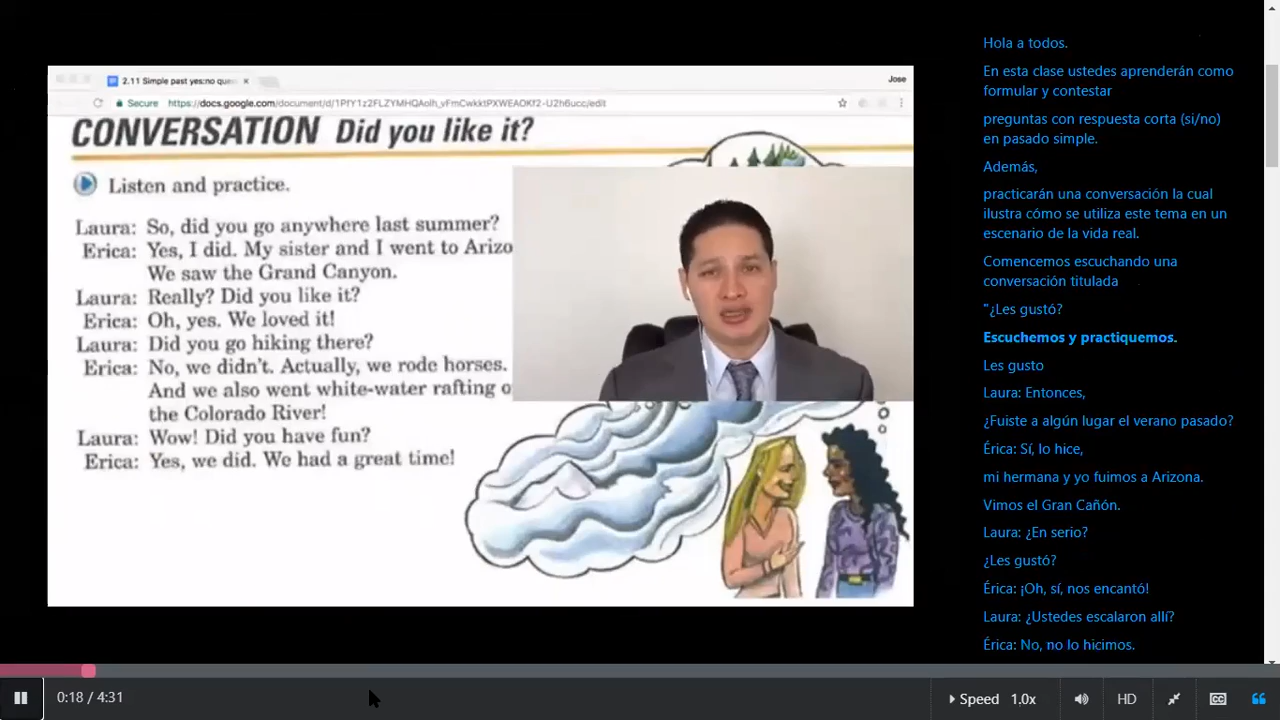 2.11 Simple past yes:no ques
Jose
Secure
CONVERSATION Did you like it?
Listen and practice.
Laura: So, did you go anywhere last summer?
Erica: Yes, I did. My sister and I went to Arizo
We saw the Grand Canyon.
Laura: Really? Did you like it?
Erica: Oh, yes. We loved it!
Laura: Did you go hiking there?
Erica: No, we didn't. Actually, we rode horses.
And we also went white-water rafting o
the Colorado River!
Laura: Wow! Did you have fun?
Erica: Yes, we did. We had a great time!
Hola a todos.
En esta clase ustedes aprenderán como
formular y contestar
preguntas con respuesta corta (si/no)
en pasado simple.
Además,
practicarán una conversación la cual
ilustra cómo se utiliza este tema en un
escenario de la vida real.
Comencemos escuchando una
conversación titulada
"¿Les gustó?
Escuchemos y practiquemos.
Les gusto
Laura: Entonces,
¿Fuiste a algún lugar el verano pasado?
Érica: Sí, lo hice,
mi hermana y yo fuimos a Arizona.
Vimos el Gran Cañón.
Laura: ¿En serio?
¿Les gustó?
Érica: ¡Oh, sí, nos encantó!
Laura: ¿Ustedes escalaron allí?
Érica: No, no lo hicimos.
0:18 / 4:31
Speed 1.0x
HD
CC